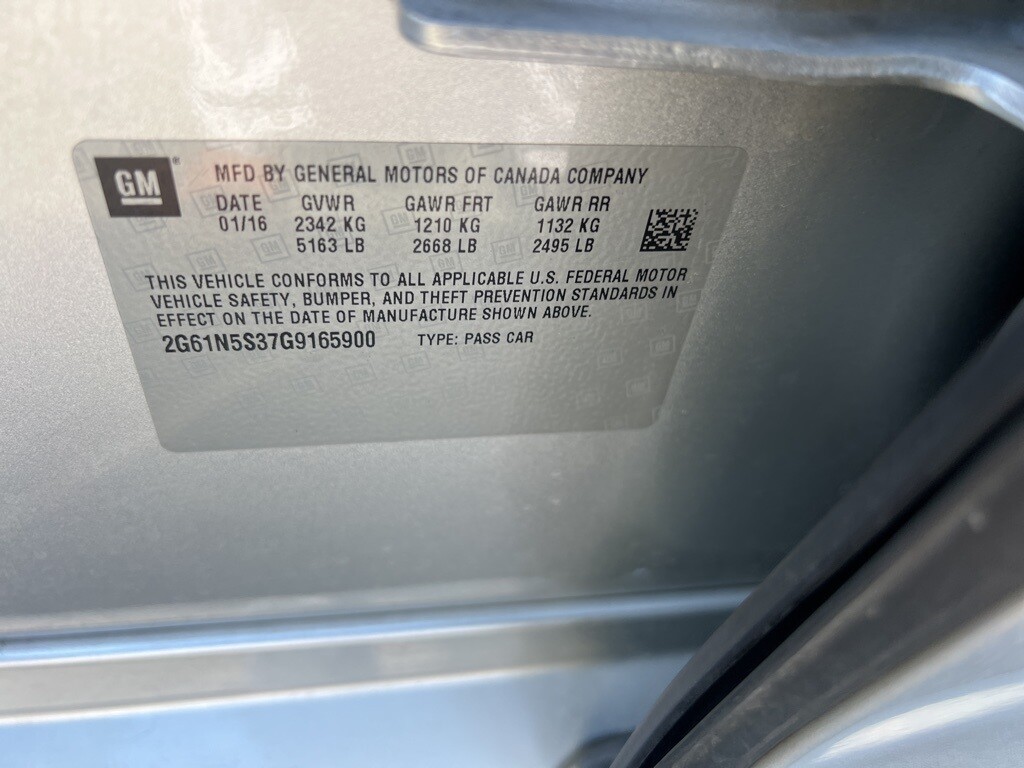 GM® MFD BY GENERAL MOTORS OF CANADA COMPANY
DATE GVWR GAWR FRT GAWR RR
01/16 2342 KG 1210 KG 1132 KG
5163 LB 2668 LB 2495 LB
THIS VEHICLE CONFORMS TO ALL APPLICABLE U.S. FEDERAL MOTOR
VEHICLE SAFETY, BUMPER, AND THEFT PREVENTION STANDARDS IN
EFFECT ON THE DATE OF MANUFACTURE SHOWN ABOVE.
2G61N5S37G9165900 TYPE: PASS CAR